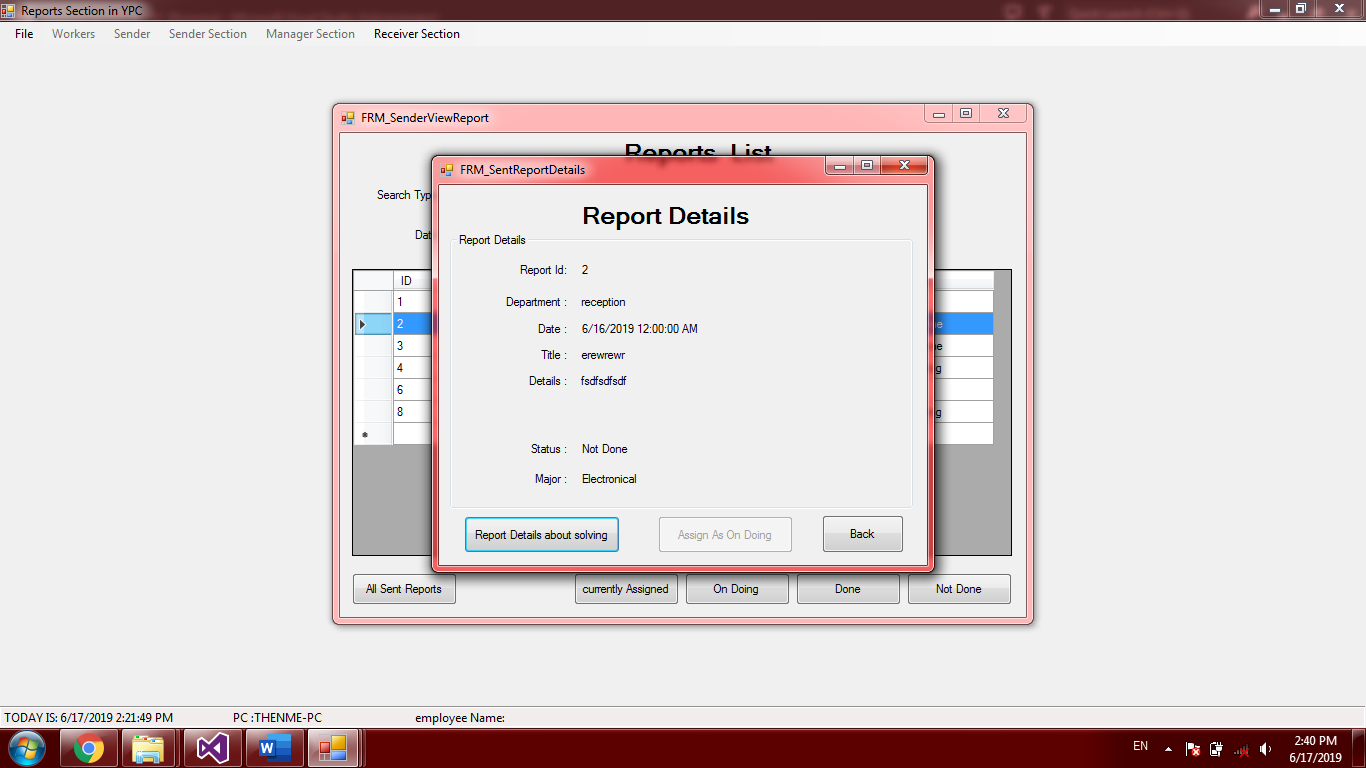 Reports Section in YPC
File Workers Sender Sender Section Manager Section Receiver Section
FRM_SenderViewReport
Reports List
FRM_SentReportDetails
Search Typ
Report Details
Dat
Report Details
Report Id: 2
ID
Department : reception
1
2
Date : 6/16/2019 12:00:00 AM
3
Title : erewrewr
4
Details : fsdfsdfsdf
6
8
Status : Not Done
Major : Electronical
Report Details about solving Assign As On Doing Back
All Sent Reports currently Assigned On Doing Done Not Done
TODAY IS: 6/17/2019 2:21:49 PM PC :THENME-PC employee Name:
EN 2:40 PM
6/17/2019